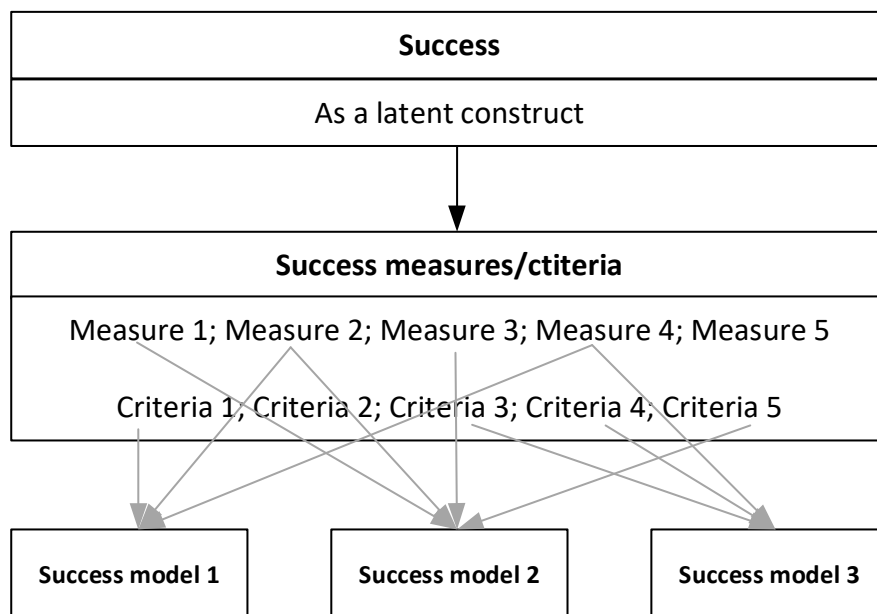 Success
As a latent construct
Success measures/ctiteria
Measure 1; Measure 2; Measure 3; Measure 4; Measure 5
Criteria 1; Criteria 2; Criteria 3; Criteria 4; Criteria 5
Success model 1
Success model 2
Success model 3